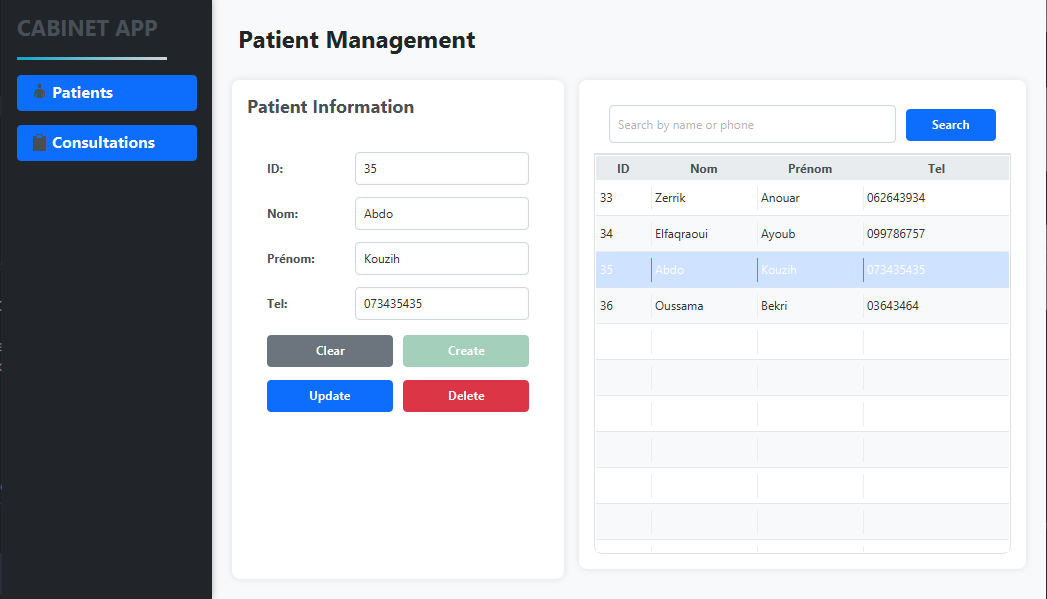 CABINET APP
Patients
Consultations
Patient Management
Patient Information
ID: 35
Nom: Abdo
Prénom: Kouzih
Tel: 073435435
Clear Create
Update Delete
Search by name or phone Search
ID Nom Prénom Tel
33 Zerrik Anouar 062643934
34 Elfaqraoui Ayoub 099786757
35 Abdo Kouzih 073435435
36 Oussama Bekri 03643464